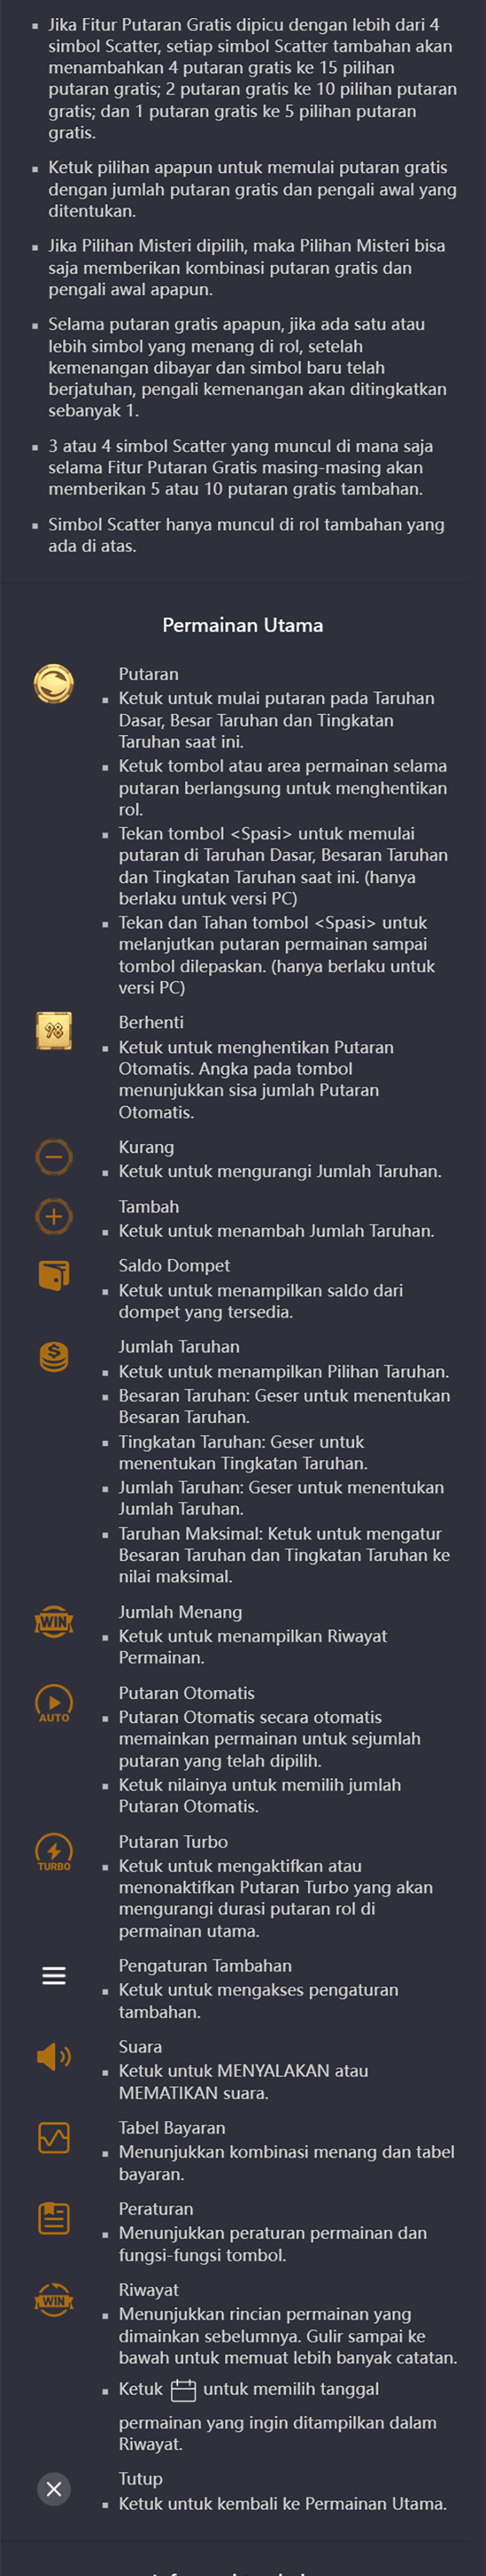 Jika Fitur Putaran Gratis dipicu dengan lebih dari 4
simbol Scatter, setiap simbol Scatter tambahan akan
menambahkan 4 putaran gratis ke 15 pilihan
putaran gratis; 2 putaran gratis ke 10 pilihan putaran
gratis; dan 1 putaran gratis ke 5 pilihan putaran
gratis.
Ketuk pilihan apapun untuk memulai putaran gratis
dengan jumlah putaran gratis dan pengali awal yang
ditentukan.
Jika Pilihan Misteri dipilih, maka Pilihan Misteri bisa
saja memberikan kombinasi putaran gratis dan
pengali awal apapun.
Selama putaran gratis apapun, jika ada satu atau
lebih simbol yang menang di rol, setelah
kemenangan dibayar dan simbol baru telah
berjatuhan, pengali kemenangan akan ditingkatkan
sebanyak 1.
3 atau 4 simbol Scatter yang muncul di mana saja
selama Fitur Putaran Gratis masing-masing akan
memberikan 5 atau 10 putaran gratis tambahan.
Simbol Scatter hanya muncul di rol tambahan yang
ada di atas.
Permainan Utama
Putaran
Ketuk untuk mulai putaran pada Taruhan
Dasar, Besar Taruhan dan Tingkatan
Taruhan saat ini.
Ketuk tombol atau area permainan selama
putaran berlangsung untuk menghentikan
rol.
Tekan tombol <Spasi> untuk memulai
putaran di Taruhan Dasar, Besaran Taruhan
dan Tingkatan Taruhan saat ini. (hanya
berlaku untuk versi PC)
Tekan dan Tahan tombol <Spasi> untuk
melanjutkan putaran permainan sampai
tombol dilepaskan. (hanya berlaku untuk
versi PC)
98
Berhenti
Ketuk untuk menghentikan Putaran
Otomatis. Angka pada tombol
menunjukkan sisa jumlah Putaran
Otomatis.
Kurang
Ketuk untuk mengurangi Jumlah Taruhan.
Tambah
Ketuk untuk menambah Jumlah Taruhan.
Saldo Dompet
Ketuk untuk menampilkan saldo dari
dompet yang tersedia.
Jumlah Taruhan
Ketuk untuk menampilkan Pilihan Taruhan.
Besaran Taruhan: Geser untuk menentukan
Besaran Taruhan.
Tingkatan Taruhan: Geser untuk
menentukan Tingkatan Taruhan.
Jumlah Taruhan: Geser untuk menentukan
Jumlah Taruhan.
Taruhan Maksimal: Ketuk untuk mengatur
Besaran Taruhan dan Tingkatan Taruhan ke
nilai maksimal.
WIN
Jumlah Menang
Ketuk untuk menampilkan Riwayat
Permainan.
AUTO
Putaran Otomatis
Putaran Otomatis secara otomatis
memainkan permainan untuk sejumlah
putaran yang telah dipilih.
Ketuk nilainya untuk memilih jumlah
Putaran Otomatis.
TURBO
Putaran Turbo
Ketuk untuk mengaktifkan atau
menonaktifkan Putaran Turbo yang akan
mengurangi durasi putaran rol di
permainan utama.
Pengaturan Tambahan
Ketuk untuk mengakses pengaturan
tambahan.
Suara
Ketuk untuk MENYALAKAN atau
MEMATIKAN suara.
Tabel Bayaran
Menunjukkan kombinasi menang dan tabel
bayaran.
Peraturan
Menunjukkan peraturan permainan dan
fungsi-fungsi tombol.
WIN
Riwayat
Menunjukkan rincian permainan yang
dimainkan sebelumnya. Gulir sampai ke
bawah untuk memuat lebih banyak catatan.
Ketuk untuk memilih tanggal
permainan yang ingin ditampilkan dalam
Riwayat.
Tutup
Ketuk untuk kembali ke Permainan Utama.